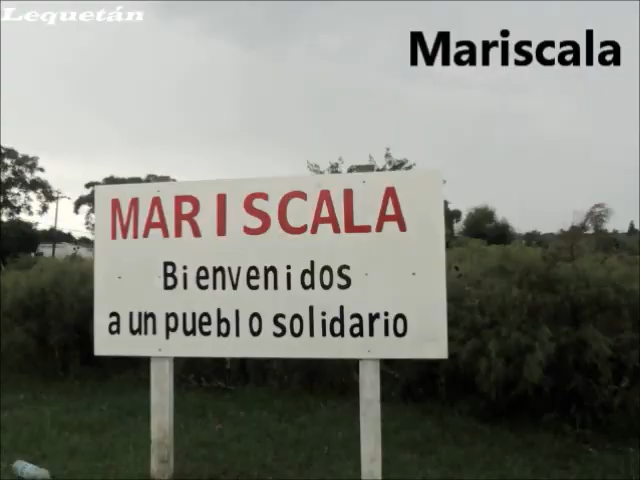 Lequetán
Mariscala
MARISCALA
Bienvenidos
a un pueblo solidario